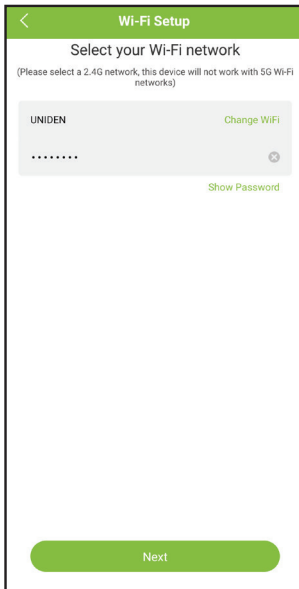 Wi-Fi Setup
Select your Wi-Fi network
(Please select a 2.4G network, this device will not work with 5G Wi-Fi
networks)
UNIDEN Change WiFi
••••••••
Show Password
Next